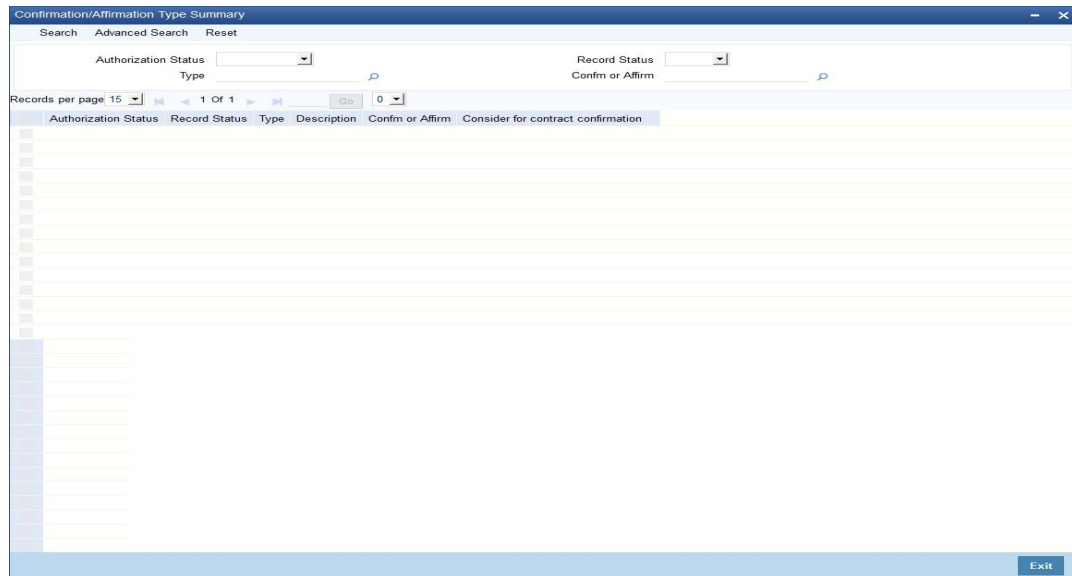 Confirmation/Affirmation Type Summary
Search Advanced Search Reset
Authorization Status Record Status
Type Confm or Affirm
Records per page 15 1 Of 1 Go 0
Authorization Status Record Status Type Description Confm or Affirm Consider for contract confirmation
Exit